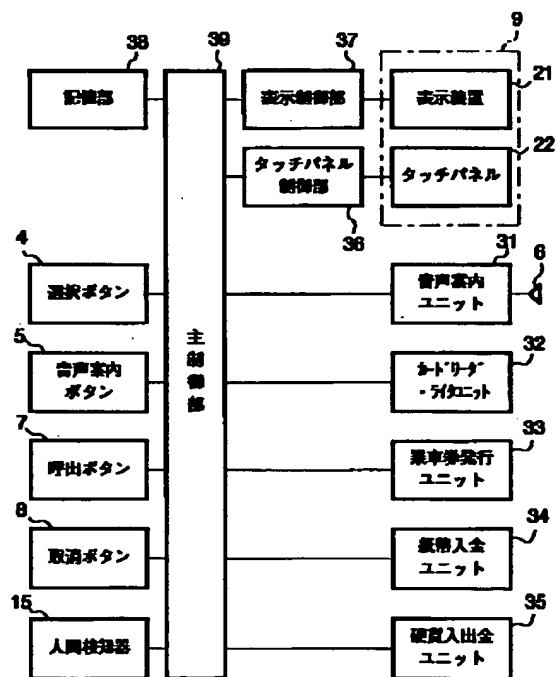 9
38
39
37
21
記憶部
表示制御部
表示装置
22
タッチパネル
制御部
タッチパネル
36
4
31
6
選択ボタン
音声案内
ユニット
5
32
主制御部
音声案内
ボタン
カードリーダ
・ライタユニット
7
33
呼出ボタン
乗車券発行
ユニット
8
34
取消ボタン
紙幣入金
ユニット
15
35
人間検知器
硬貨入出金
ユニット